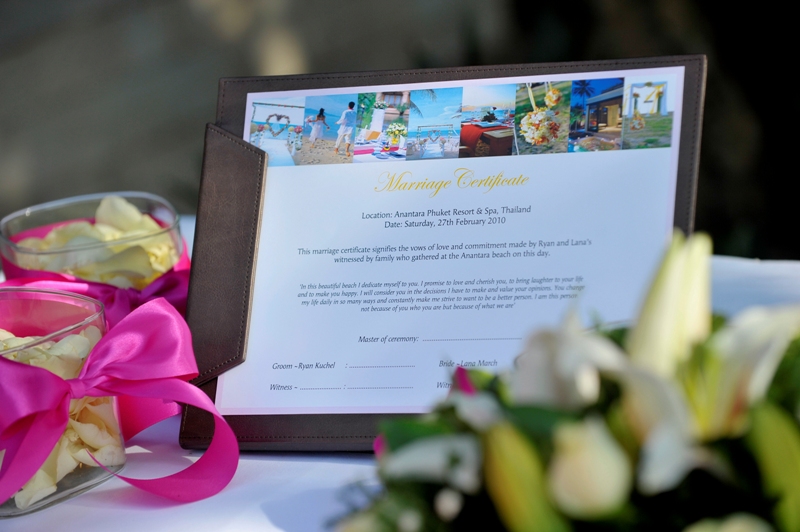 Marriage Certificate
Location: Anantara Phuket Resort & Spa, Thailand
Date: Saturday, 27th February 2010
This marriage certificate signifies the vows of love and commitment made by Ryan and Lana's
witnessed by family who gathered at the Anantara beach on this day.
'In this beautiful beach I dedicate myself to you. I promise to love and cherish you, to bring laughter to your life
and to make you happy. I will consider you in the decisions I have to make and value your opinions. You change
my life daily in so many ways and constantly make me strive to want to be a better person. I am this person
not because of you who you are but because of what we are'
Master of ceremony: ................................
Groom ~Ryan Kuchel : ............................ Bride ~Lana March
Witness ~ .................. : ............................ Witn